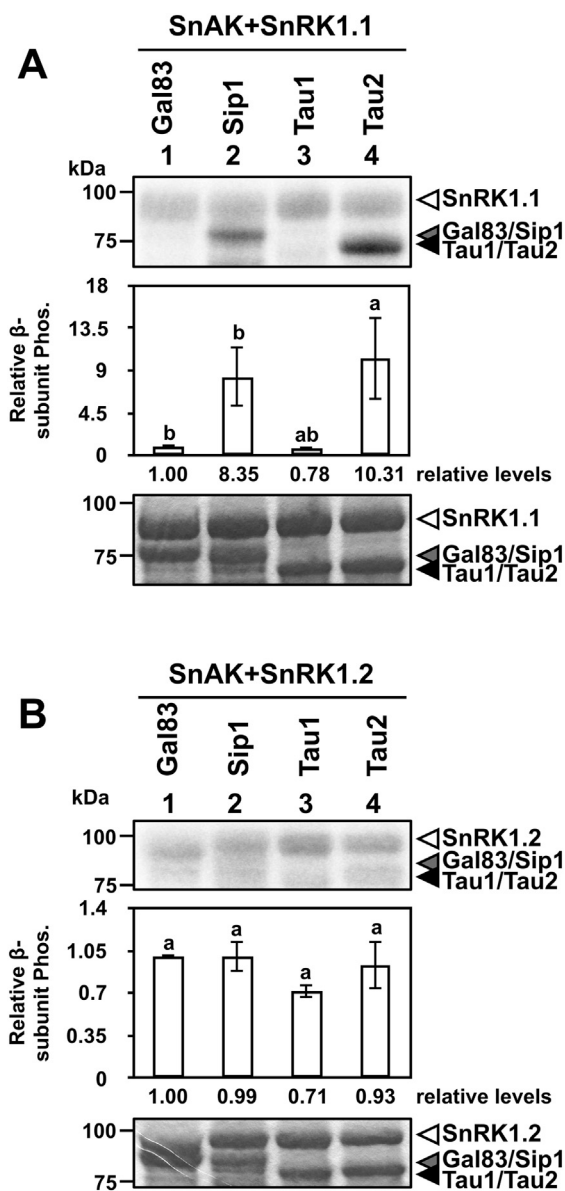 SnAK+SnRK1.1
A
Gal83 Sip1 Tau1 Tau2
1 2 3 4
kDa
100 SnRK1.1
75 Gal83/Sip1
Tau1/Tau2
Relative β-
subunit Phos.
18
13.5
9
4.5
0
b b ab a
1.00 8.35 0.78 10.31 relative levels
100 SnRK1.1
75 Gal83/Sip1
Tau1/Tau2
SnAK+SnRK1.2
B
Gal83 Sip1 Tau1 Tau2
1 2 3 4
kDa
100 SnRK1.2
Gal83/Sip1
75 Tau1/Tau2
Relative β-
subunit Phos.
1.4
1.05
0.7
0.35
0
a a a a
1.00 0.99 0.71 0.93 relative levels
100 SnRK1.2
Gal83/Sip1
75 Tau1/Tau2